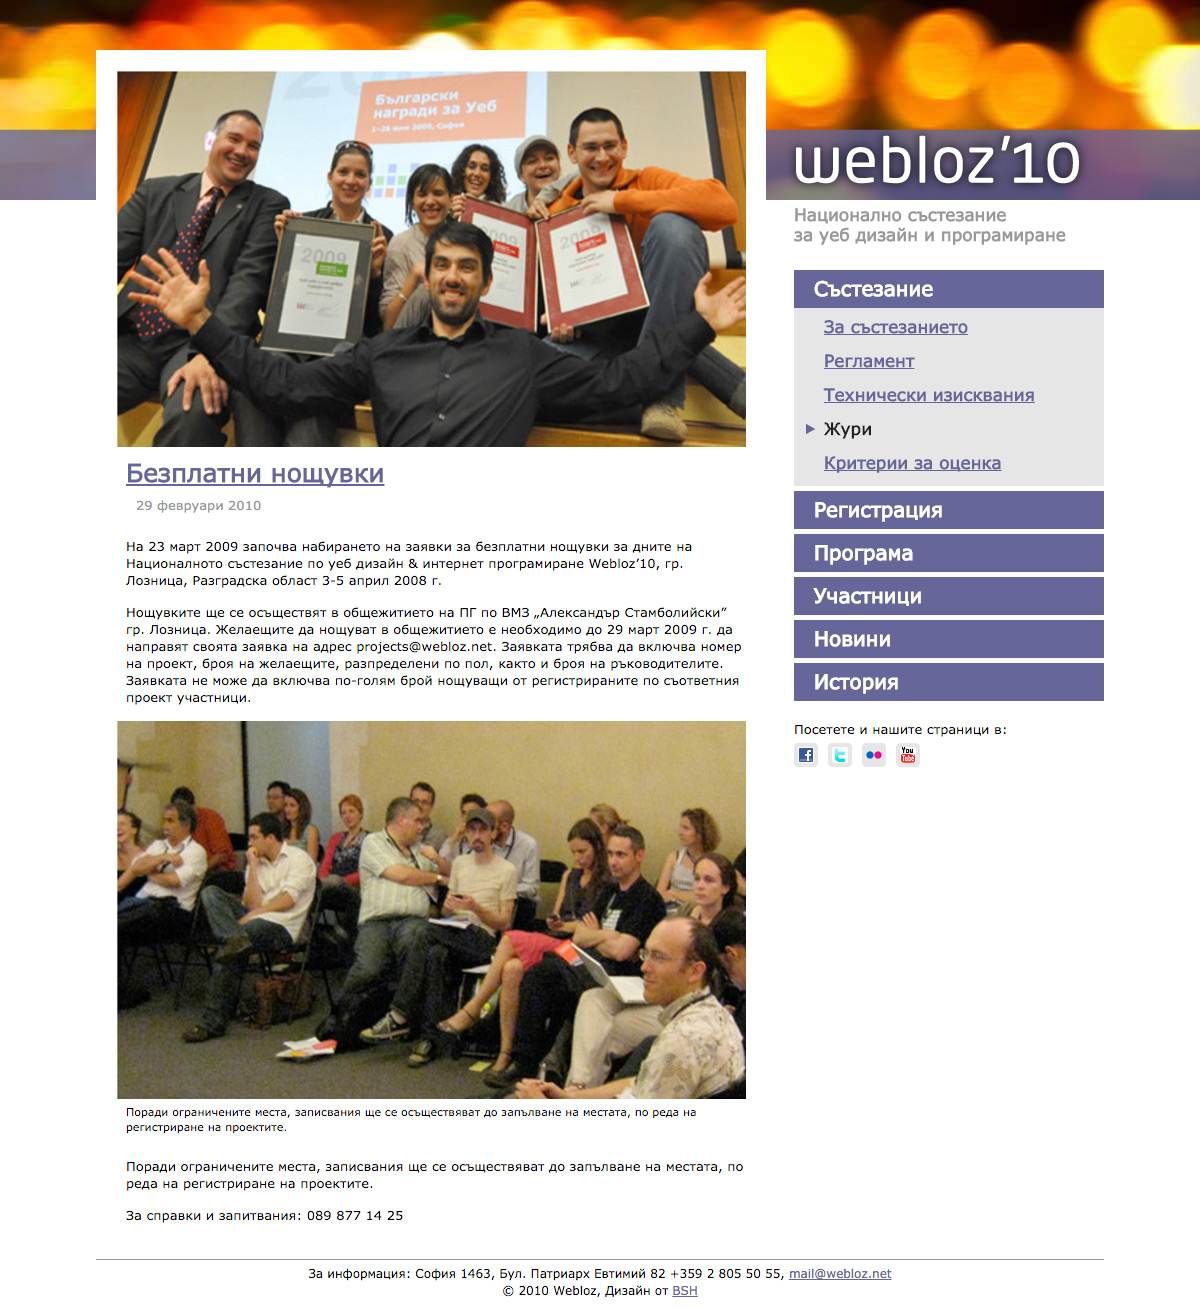 Български
награди за Уеб
1-26 юни 2009, София
2009
2009
2009
webloz'10
Национално състезание
за уеб дизайн и програмиране
Безплатни нощувки
29 февруари 2010
На 23 март 2009 започва набирането на заявки за безплатни нощувки за дните на
Националното състезание по уеб дизайн & интернет програмиране Webloz’10, гр.
Лозница, Разградска област 3-5 април 2008 г.
Нощувките ще се осъществят в общежитието на ПГ по ВМЗ „Александър Стамболийски”
гр. Лозница. Желаещите да нощуват в общежитието е необходимо до 29 март 2009 г. да
направят своята заявка на адрес projects@webloz.net. Заявката трябва да включва номер
на проект, броя на желаещите, разпределени по пол, както и броя на ръководителите.
Заявката не може да включва по-голям брой нощуващи от регистрираните по съответния
проект участници.
Поради ограничените места, записвания ще се осъществяват до запълване на местата, по реда на
регистриране на проектите.
Поради ограничените места, записвания ще се осъществяват до запълване на местата, по
реда на регистриране на проектите.
За справки и запитвания: 089 877 14 25
Състезание
За състезанието
Регламент
Технически изисквания
Жури
Критерии за оценка
Регистрация
Програма
Участници
Новини
История
Посетете и нашите страници в:
You
Tube
За информация: София 1463, Бул. Патриарх Евтимий 82 +359 2 805 50 55, mail@webloz.net
© 2010 Webloz, Дизайн от BSH